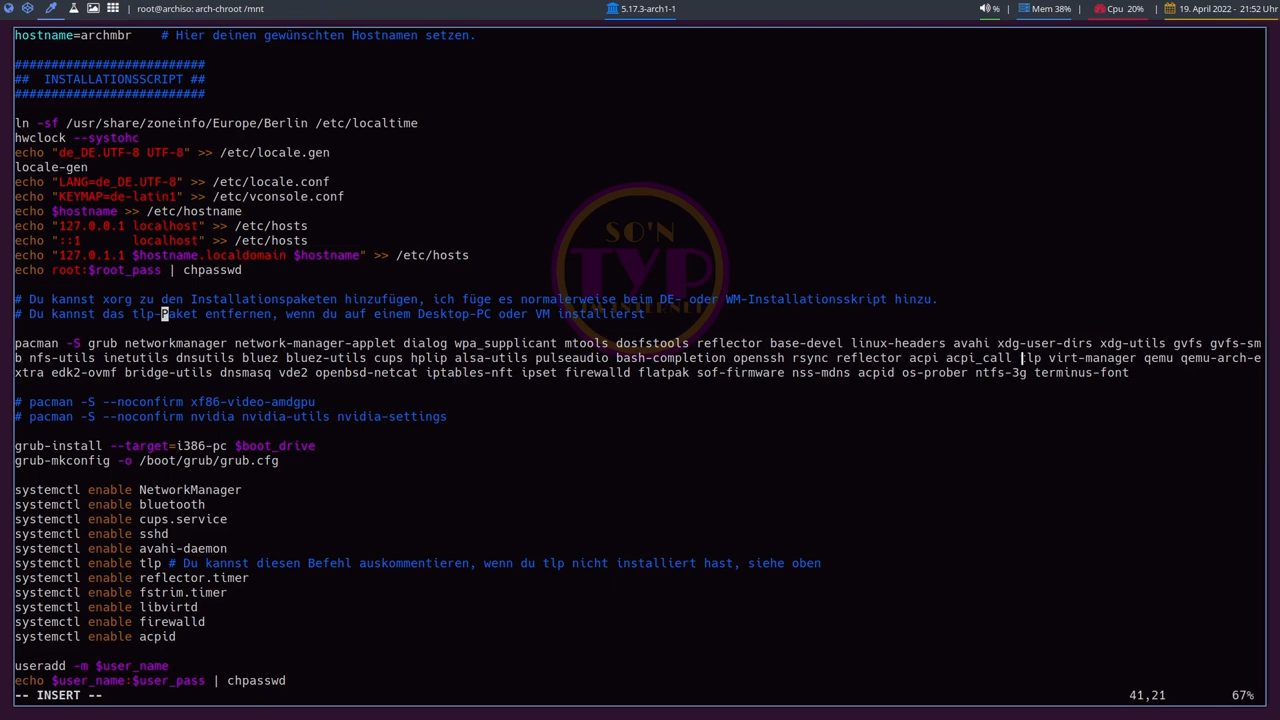 root@archiso: arch-chroot /mnt
5.17.3-arch1-1
%
Mem 38%
Cpu 20%
19. April 2022 - 21:52 Uhr
hostname=archmbr    # Hier deinen gewünschten Hostnamen setzen.
##########################
##  INSTALLATIONSSCRIPT ##
##########################
ln -sf /usr/share/zoneinfo/Europe/Berlin /etc/localtime
hwclock --systohc
echo "de_DE.UTF-8 UTF-8" >> /etc/locale.gen
locale-gen
echo "LANG=de_DE.UTF-8" >> /etc/locale.conf
echo "KEYMAP=de-latin1" >> /etc/vconsole.conf
echo $hostname >> /etc/hostname
echo "127.0.0.1 localhost" >> /etc/hosts
echo "::1       localhost" >> /etc/hosts
echo "127.0.1.1 $hostname.localdomain $hostname" >> /etc/hosts
echo root:$root_pass | chpasswd
SO'N
TYP
# Du kannst xorg zu den Installationspaketen hinzufügen, ich füge es normalerweise beim DE- oder WM-Installationsskript hinzu.
# Du kannst das tlp-Paket entfernen, wenn du auf einem Desktop-PC oder VM installierst
pacman -S grub networkmanager network-manager-applet dialog wpa_supplicant mtools dosfstools reflector base-devel linux-headers avahi xdg-user-dirs xdg-utils gvfs gvfs-sm
b nfs-utils inetutils dnsutils bluez bluez-utils cups hplip alsa-utils pulseaudio bash-completion openssh rsync reflector acpi acpi_call tlp virt-manager qemu qemu-arch-e
xtra edk2-ovmf bridge-utils dnsmasq vde2 openbsd-netcat iptables-nft ipset firewalld flatpak sof-firmware nss-mdns acpid os-prober ntfs-3g terminus-font
# pacman -S --noconfirm xf86-video-amdgpu
# pacman -S --noconfirm nvidia nvidia-utils nvidia-settings
grub-install --target=i386-pc $boot_drive
grub-mkconfig -o /boot/grub/grub.cfg
systemctl enable NetworkManager
systemctl enable bluetooth
systemctl enable cups.service
systemctl enable sshd
systemctl enable avahi-daemon
systemctl enable tlp # Du kannst diesen Befehl auskommentieren, wenn du tlp nicht installiert hast, siehe oben
systemctl enable reflector.timer
systemctl enable fstrim.timer
systemctl enable libvirtd
systemctl enable firewalld
systemctl enable acpid
useradd -m $user_name
echo $user_name:$user_pass | chpasswd
-- INSERT --
41,21
67%